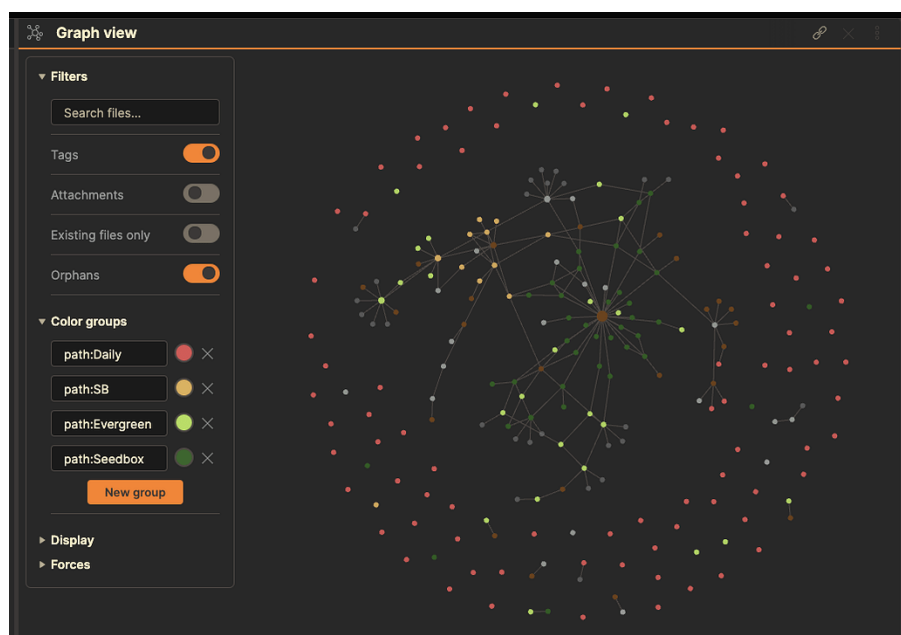 Graph view
Filters
Search files...
Tags
Attachments
Existing files only
Orphans
Color groups
path:Daily
path:SB
path:Evergreen
path:Seedbox
New group
Display
Forces